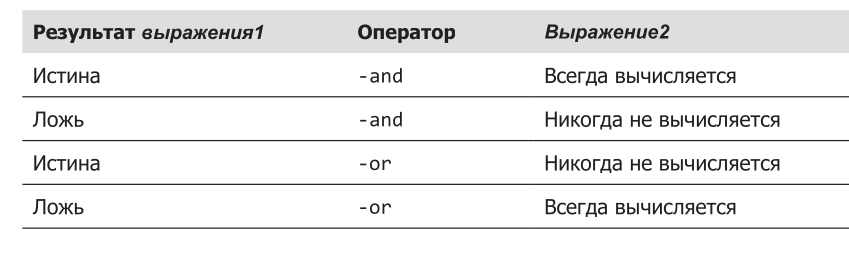 Результат выражения1 Оператор Выражение2
Истина -and Всегда вычисляется
Ложь -and Никогда не вычисляется
Истина -or Никогда не вычисляется
Ложь -or Всегда вычисляется